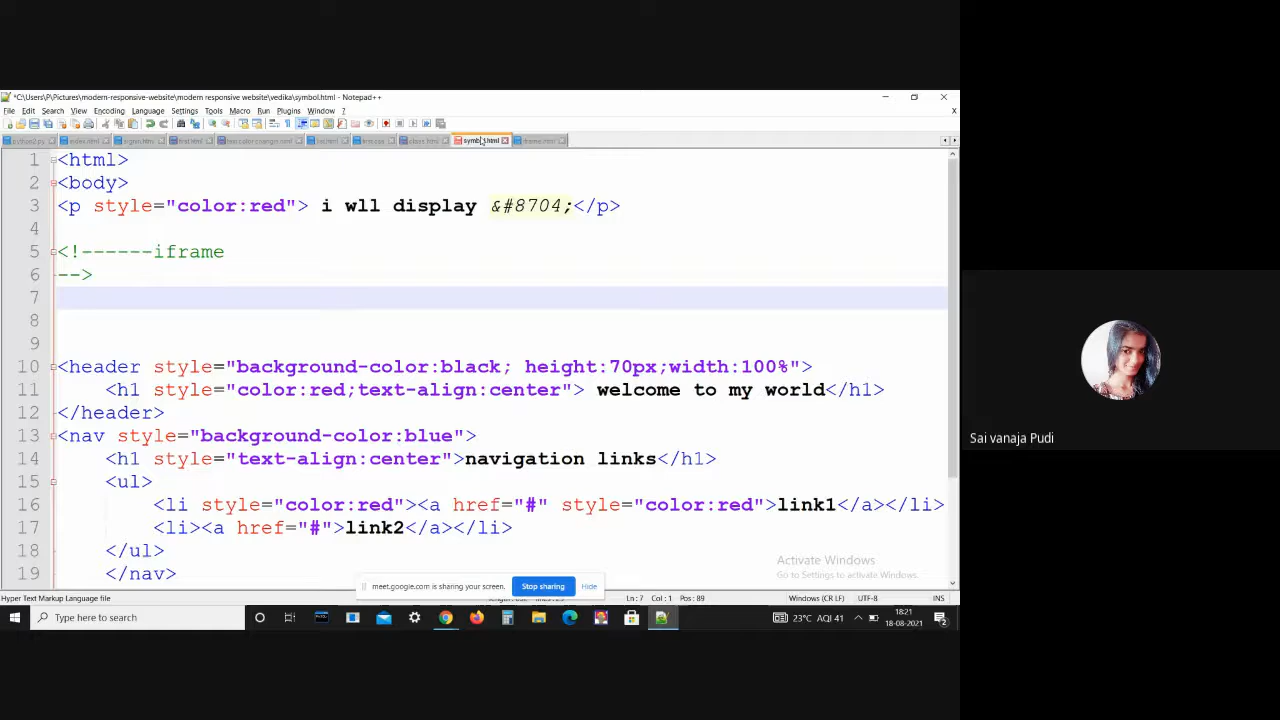 *C:\Users\P\Pictures\modern-responsive-website\modern responsive website\vedika\symbol.html - Notepad++
File Edit Search View Encoding Language Settings Tools Macro Run Plugins Window ? X
symbol.html
1 <html>
2 <body>
3 <p style="color:red"> i wll display &#8704;</p>
4
5 <!------iframe
6 -->
7
8
9
10 <header style="background-color:black; height:70px;width:100%">
11 <h1 style="color:red;text-align:center"> welcome to my world</h1>
12 </header>
13 <nav style="background-color:blue">
14 <h1 style="text-align:center">navigation links</h1>
15 <ul>
16 <li style="color:red"><a href="#" style="color:red">link1</a></li>
17 <li><a href="#">link2</a></li>
18 </ul>
19 </nav>
Activate Windows
Go to Settings to activate Windows.
meet.google.com is sharing your screen. Stop sharing Hide
Hyper Text Markup Language file Ln:7 Col:1 Pos:89 Windows (CR LF) UTF-8 INS
Type here to search 23°C AQI 41 18:21
18-08-2021 2
Sai vanaja Pudi